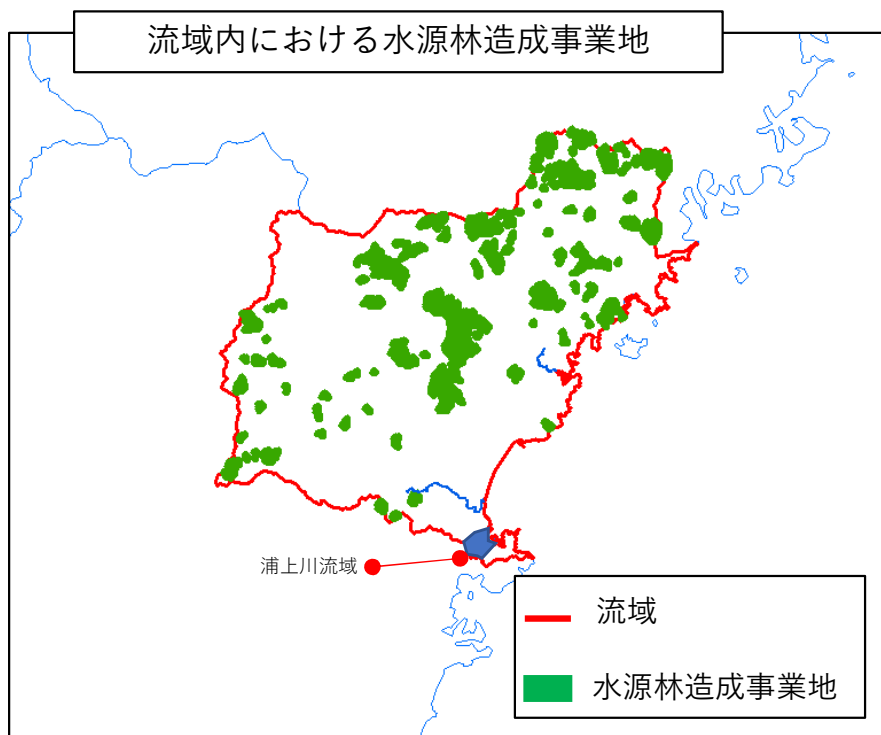 流域内における水源林造成事業地
浦上川流域
流域
水源林造成事業地